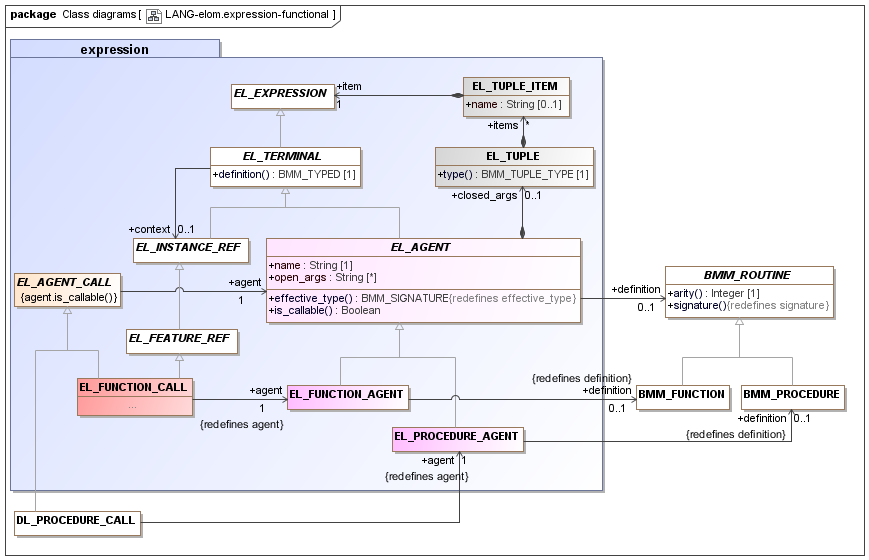 package Class diagrams [ LANG-elom.expression-functional ]
expression
EL_EXPRESSION
+item
1
EL_TUPLE_ITEM
+name : String [0..1]
+items
*
EL_TERMINAL
+definition() : BMM_TYPED [1]
EL_TUPLE
+type() : BMM_TUPLE_TYPE [1]
+closed_args
0..1
+context
0..1
EL_INSTANCE_REF
EL_AGENT
+name : String [1]
+open_args : String [*]
+effective_type() : BMM_SIGNATURE{redefines effective_type}
+is_callable() : Boolean
EL_AGENT_CALL
{agent.is_callable()}
+agent
1
+definition
0..1
BMM_ROUTINE
+arity() : Integer [1]
+signature(){redefines signature}
EL_FEATURE_REF
EL_FUNCTION_CALL
...
+agent
1
{redefines agent}
EL_FUNCTION_AGENT
{redefines definition}
+definition
0..1
BMM_FUNCTION
BMM_PROCEDURE
+definition
0..1
{redefines definition}
EL_PROCEDURE_AGENT
+agent
1
{redefines agent}
DL_PROCEDURE_CALL